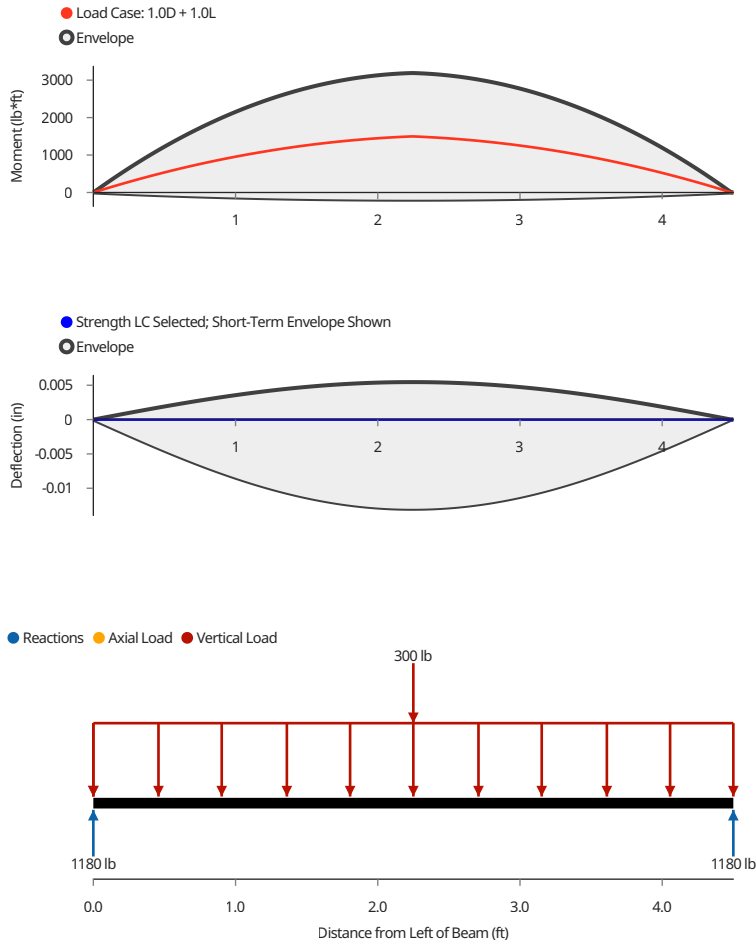 Load Case: 1.0D + 1.0L
Envelope
3000
2000
1000
0
Moment (lb*ft)
1 2 3 4
Strength LC Selected; Short-Term Envelope Shown
Envelope
0.005
0
-0.005
-0.01
Deflection (in)
1 2 3 4
Reactions Axial Load Vertical Load
300 lb
1180 lb 1180 lb
0.0 1.0 2.0 3.0 4.0
Distance from Left of Beam (ft)